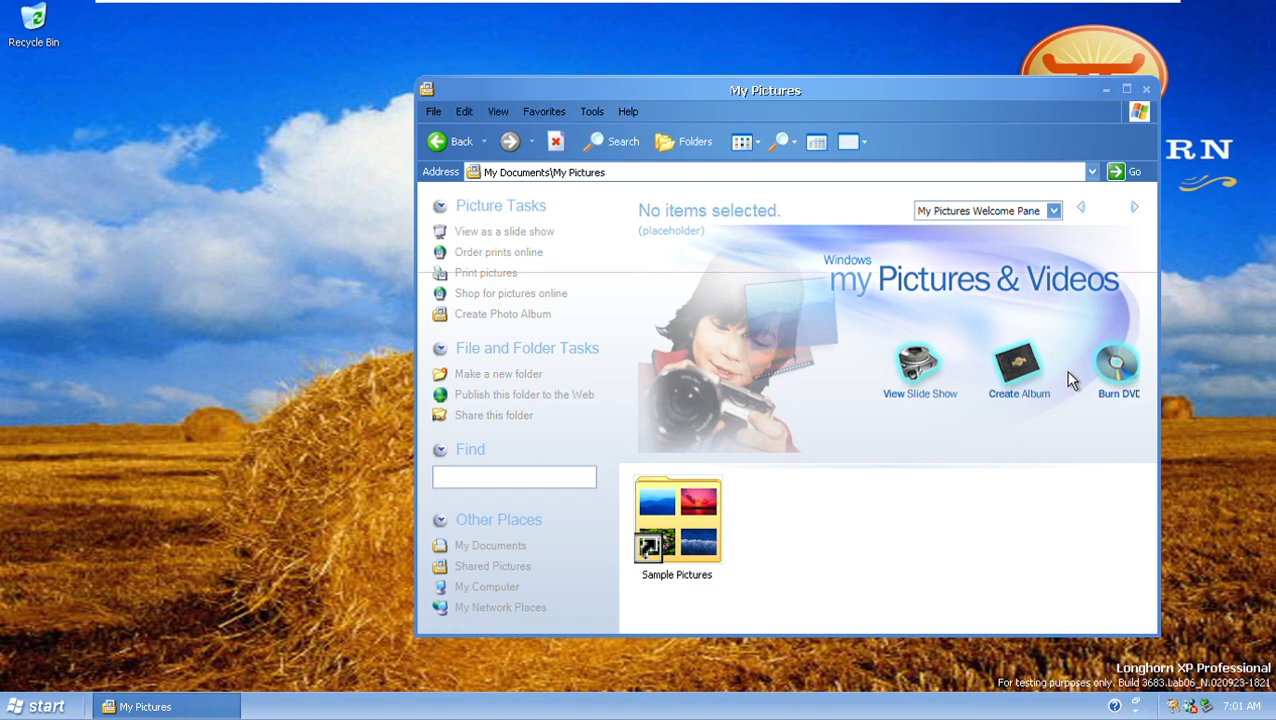 Recycle Bin
RN
My Pictures
File Edit View Favorites Tools Help
Back Search Folders
Address My Documents\My Pictures Go
Picture Tasks
View as a slide show
Order prints online
Print pictures
Shop for pictures online
Create Photo Album
File and Folder Tasks
Make a new folder
Publish this folder to the Web
Share this folder
Find
Other Places
My Documents
Shared Pictures
My Computer
My Network Places
No items selected.
(placeholder)
My Pictures Welcome Pane
Windows
my Pictures & Videos
View Slide Show Create Album Burn DVD
Sample Pictures
Longhorn XP Professional
For testing purposes only. Build 3683.Lab06_N.020923-1821
start My Pictures 7:01 AM